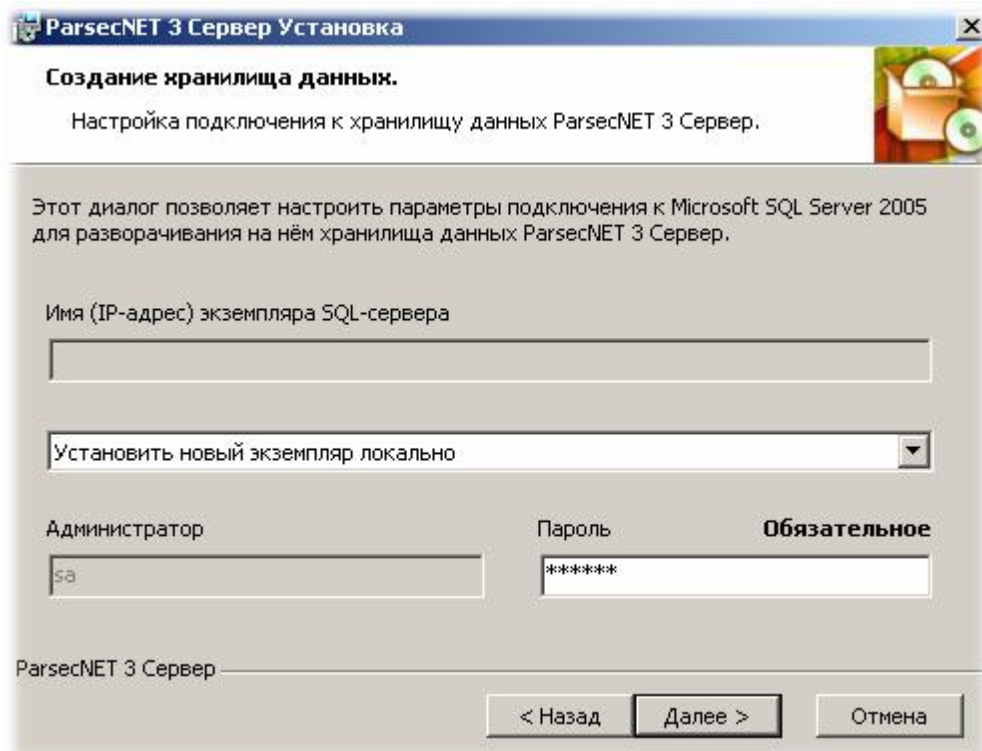 ParsecNET 3 Сервер Установка
Создание хранилища данных.
Настройка подключения к хранилищу данных ParsecNET 3 Сервер.
Этот диалог позволяет настроить параметры подключения к Microsoft SQL Server 2005
для разворачивания на нём хранилища данных ParsecNET 3 Сервер.
Имя (IP-адрес) экземпляра SQL-сервера
Установить новый экземпляр локально
Администратор Пароль Обязательное
sa ******
ParsecNET 3 Сервер
< Назад Далее > Отмена